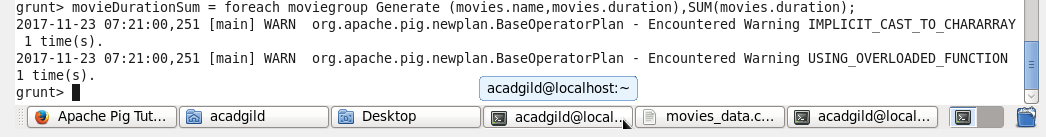 grunt> movieDurationSum = foreach moviegroup Generate (movies.name,movies.duration),SUM(movies.duration);
2017-11-23 07:21:00,251 [main] WARN  org.apache.pig.newplan.BaseOperatorPlan - Encountered Warning IMPLICIT_CAST_TO_CHARARRAY
1 time(s).
2017-11-23 07:21:00,251 [main] WARN  org.apache.pig.newplan.BaseOperatorPlan - Encountered Warning USING_OVERLOADED_FUNCTION
1 time(s).
grunt>
acadgild@localhost:~
Apache Pig Tut... acadgild Desktop acadgild@local... movies_data.c... acadgild@local...